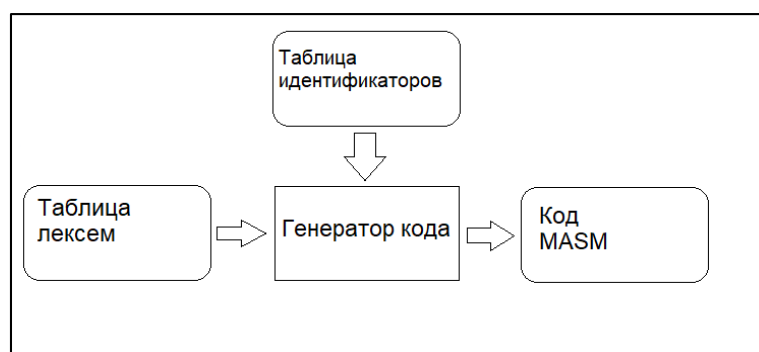 Таблица
идентификаторов
Таблица
лексем
Генератор кода
Код
MASM